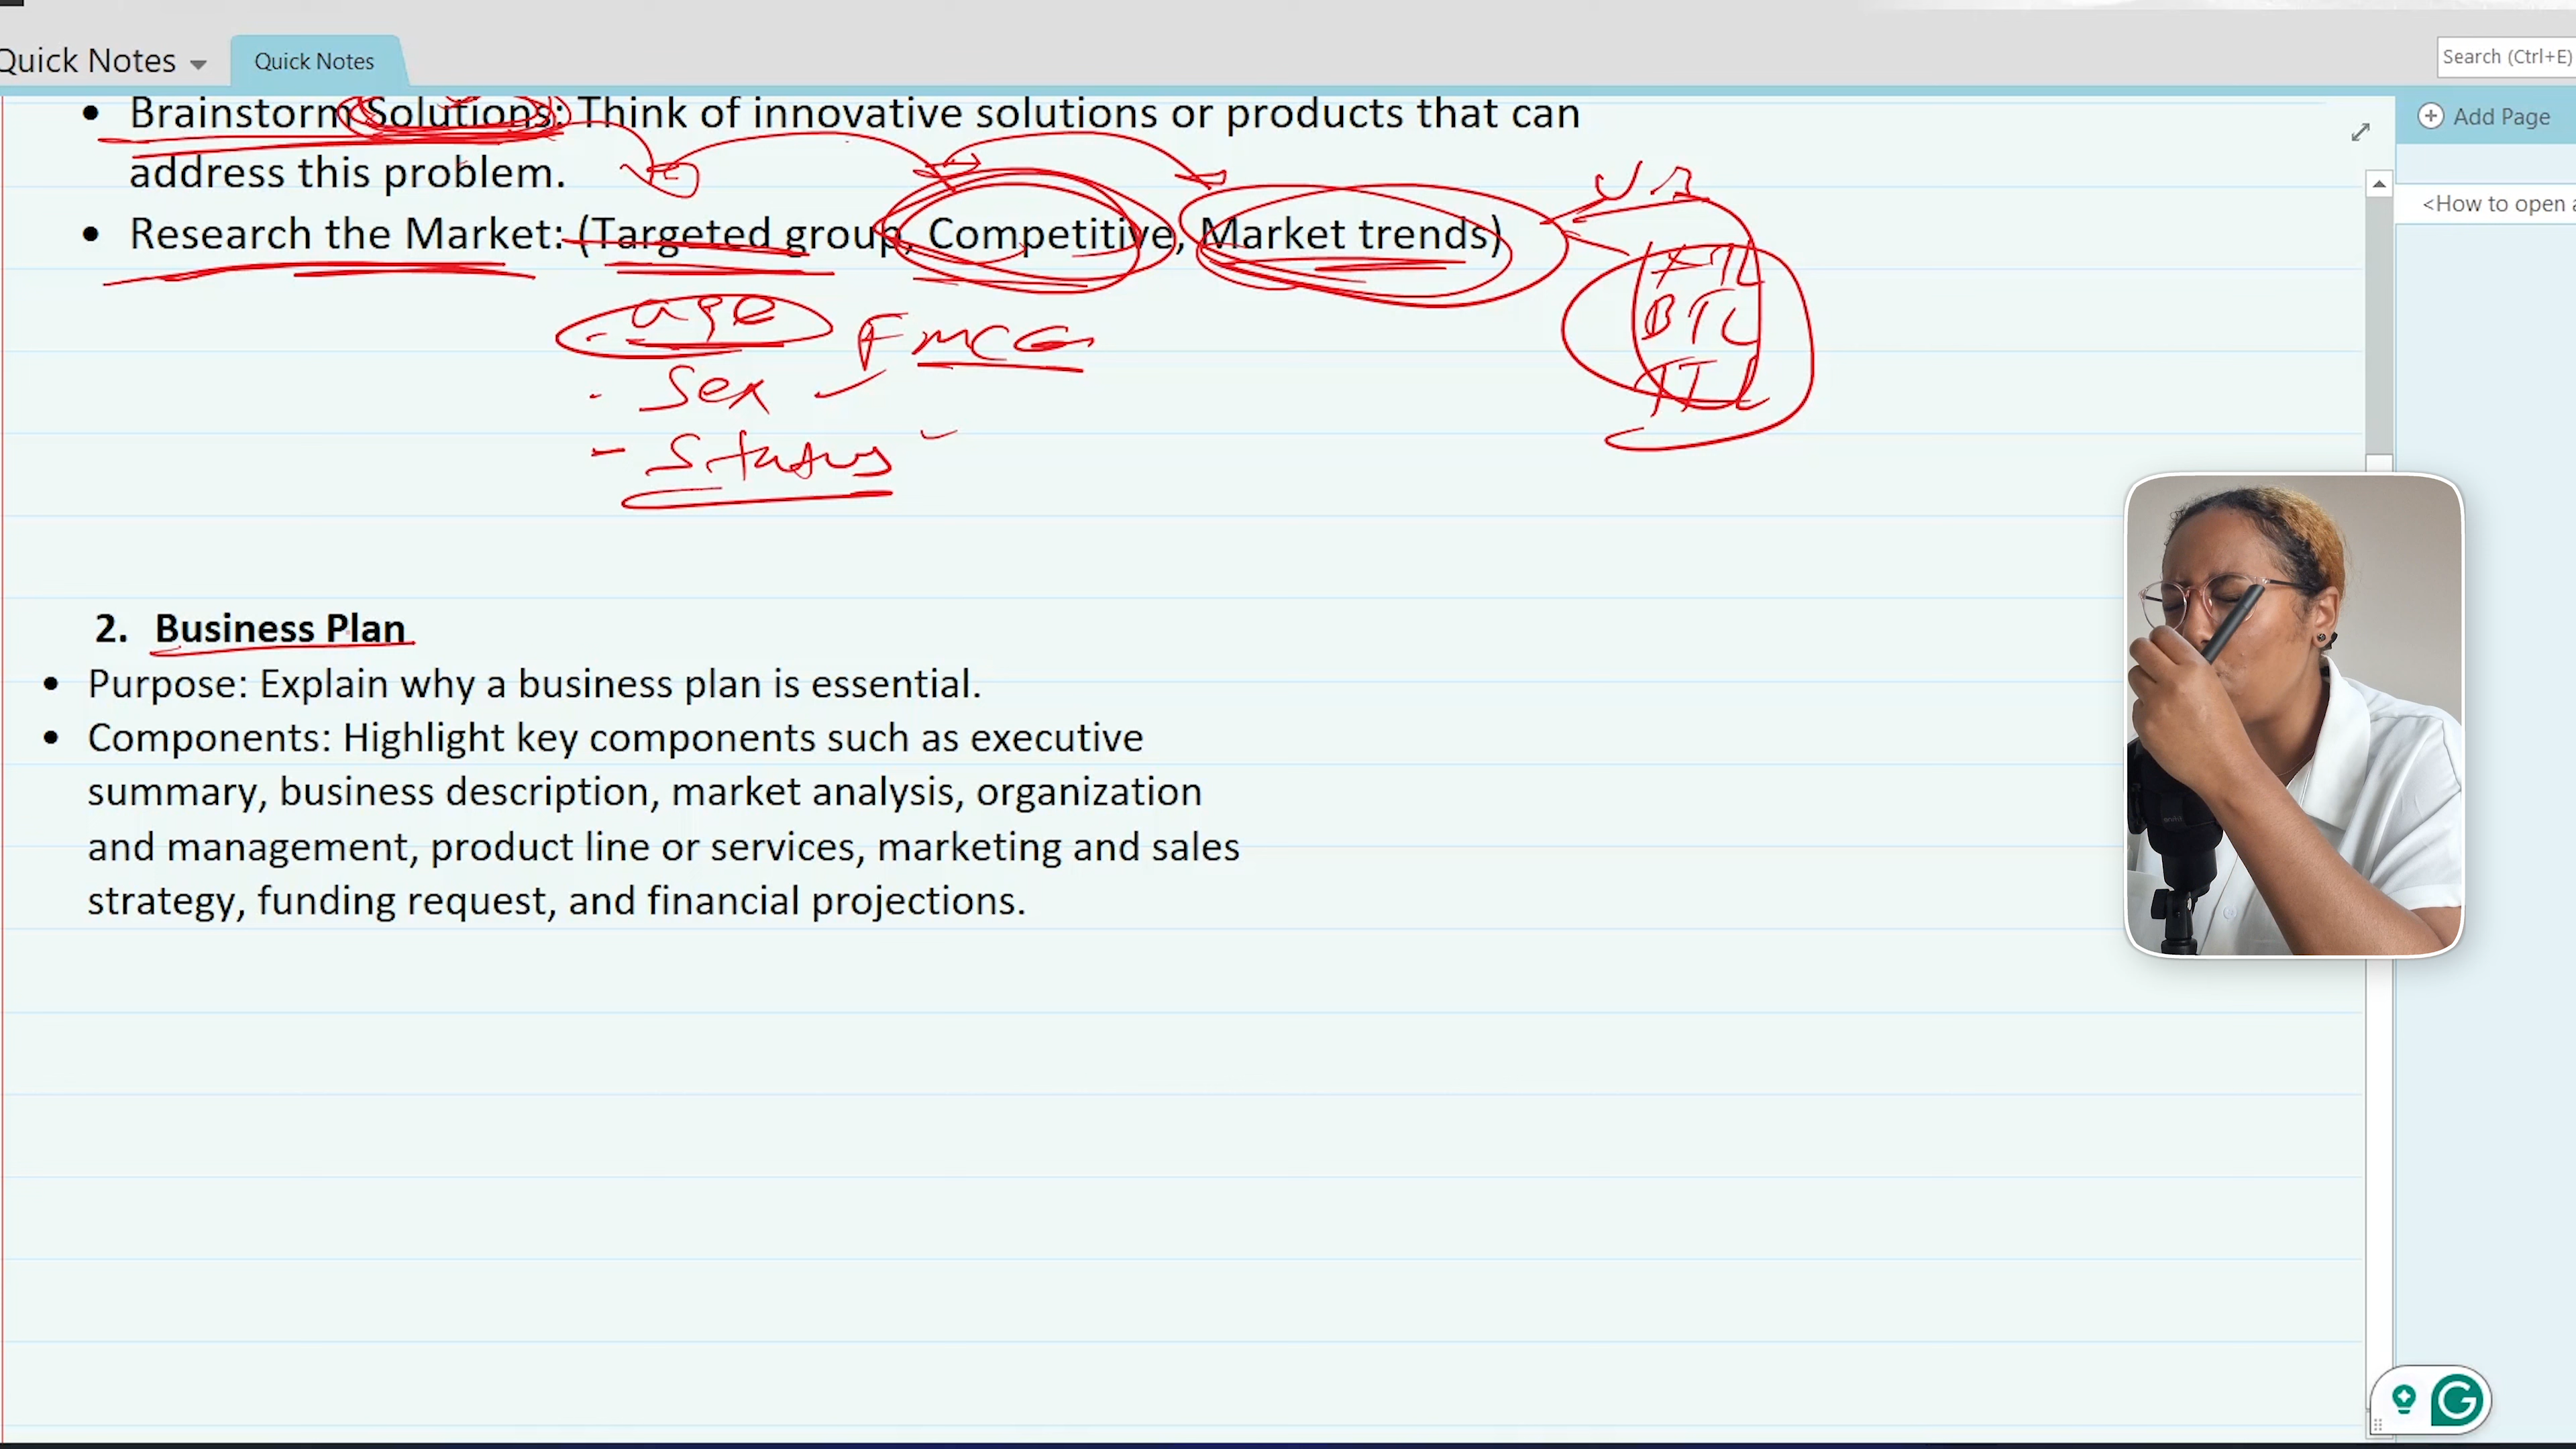 Quick Notes
Quick Notes
Search (Ctrl+E)
Add Page
<How to open a
• Brainstorm Solutions: Think of innovative solutions or products that can
address this problem.
• Research the Market: (Targeted group, Competitive, Market trends)
. age
FMCG
. Sex
- Status
ATL
BTL
TTL
2. Business Plan
• Purpose: Explain why a business plan is essential.
• Components: Highlight key components such as executive
summary, business description, market analysis, organization
and management, product line or services, marketing and sales
strategy, funding request, and financial projections.